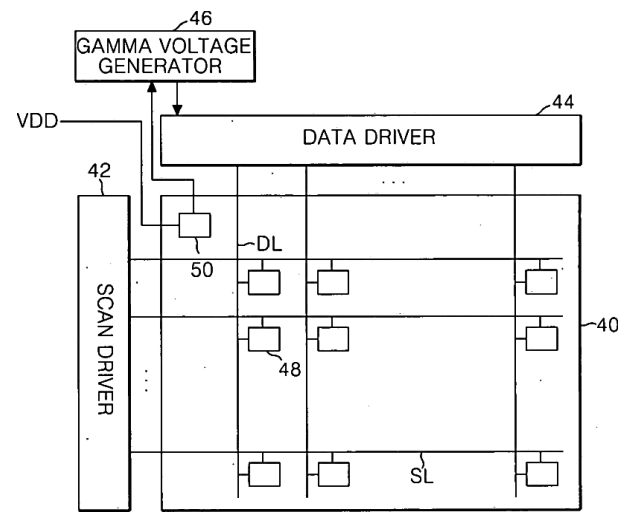 46
GAMMA VOLTAGE
GENERATOR
44
VDD
DATA DRIVER
42
...
DL
50
SCAN DRIVER
...
40
48
SL